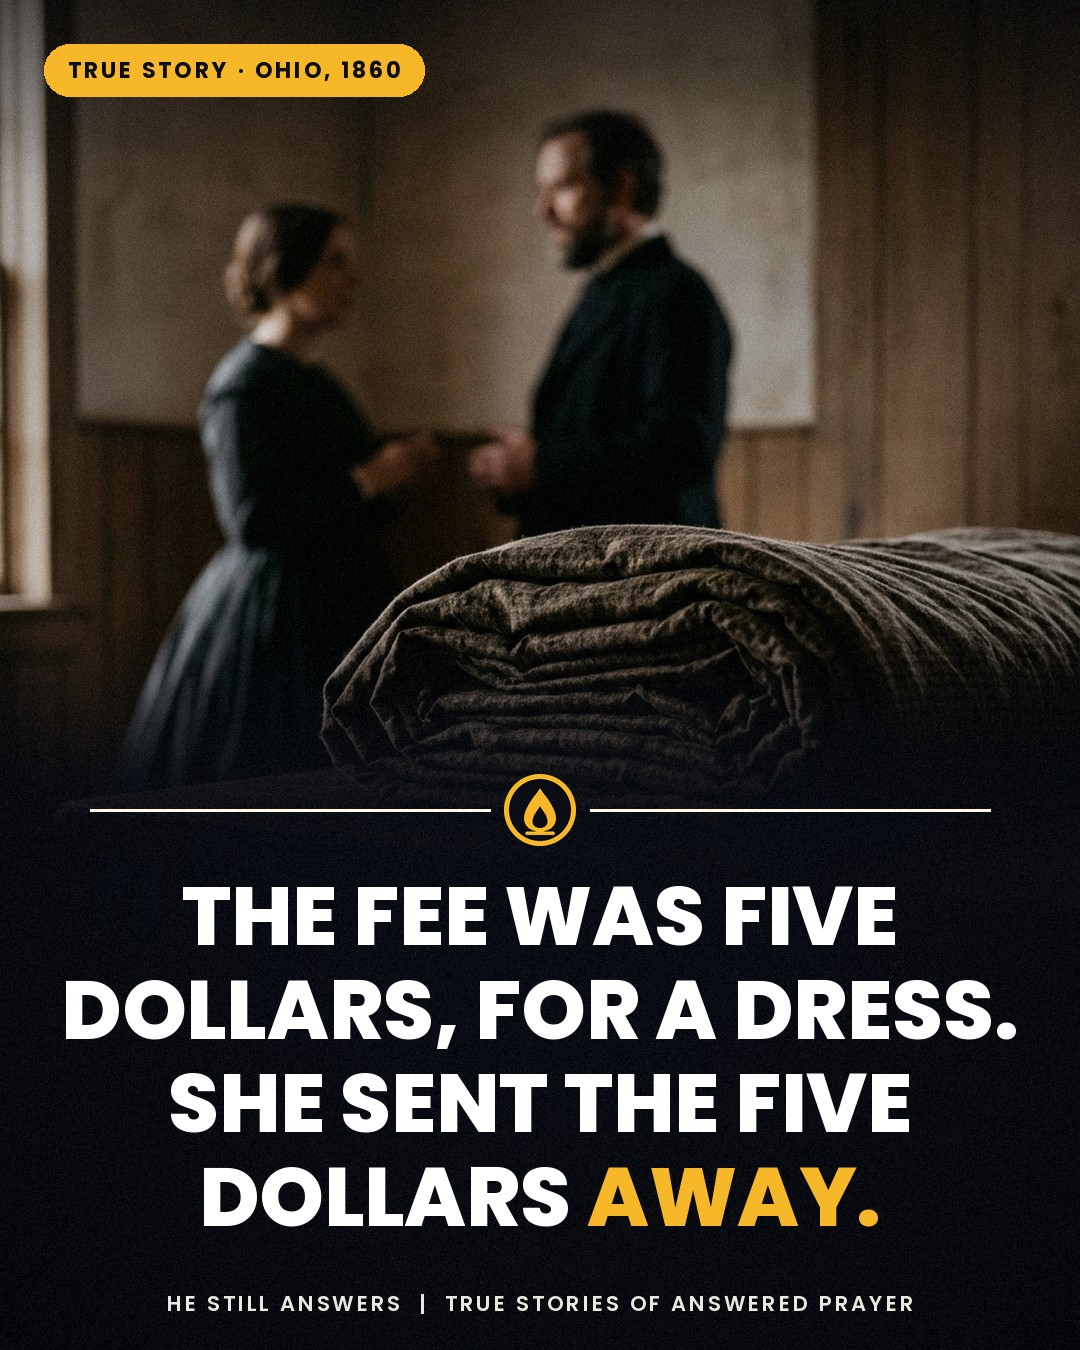 TRUE STORY · OHIO, 1860
THE FEE WAS FIVE
DOLLARS, FOR A DRESS.
SHE SENT THE FIVE
DOLLARS AWAY.
HE STILL ANSWERS | TRUE STORIES OF ANSWERED PRAYER